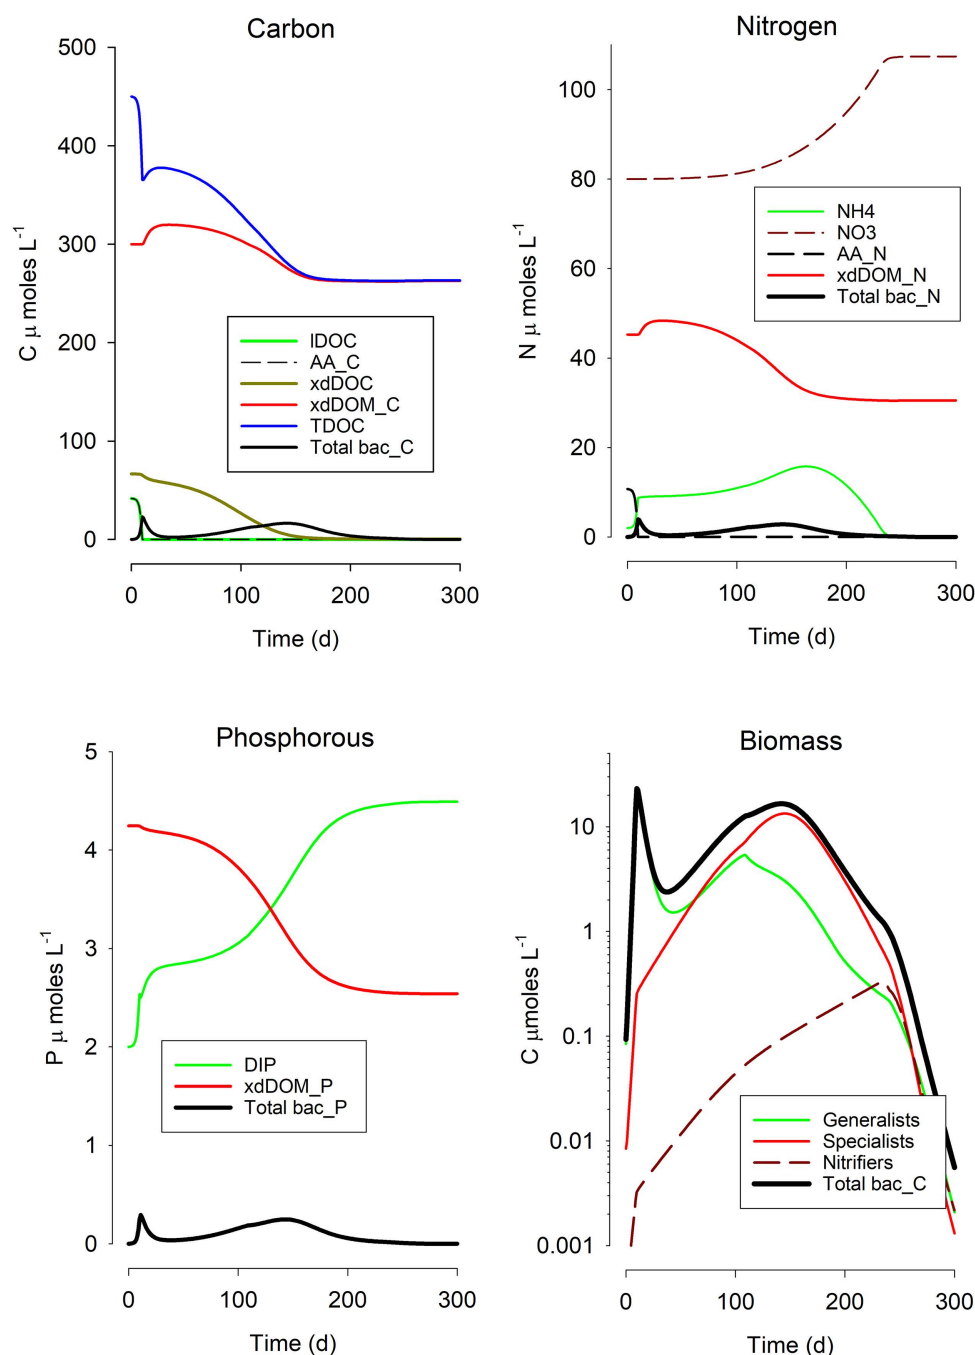 Carbon
500
400
300
200
100
0
C μ moles L⁻¹
lDOC
AA_C
xdDOC
xdDOM_C
TDOC
Total bac_C
0 100 200 300
Time (d)
Nitrogen
100
80
60
40
20
0
N μ moles L⁻¹
NH4
NO3
AA_N
xdDOM_N
Total bac_N
0 100 200 300
Time (d)
Phosphorous
5
4
3
2
1
0
P μ moles L⁻¹
DIP
xdDOM_P
Total bac_P
0 100 200 300
Time (d)
Biomass
10
1
0.1
0.01
0.001
C μmoles L⁻¹
Generalists
Specialists
Nitrifiers
Total bac_C
0 100 200 300
Time (d)